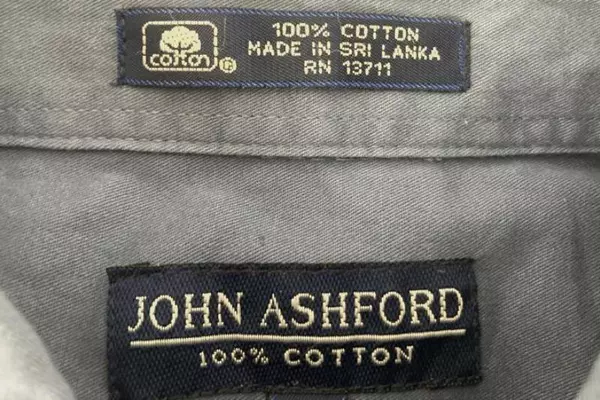 100% COTTON
cotton®
MADE IN SRI LANKA
RN 13711
JOHN ASHFORD
100% COTTON